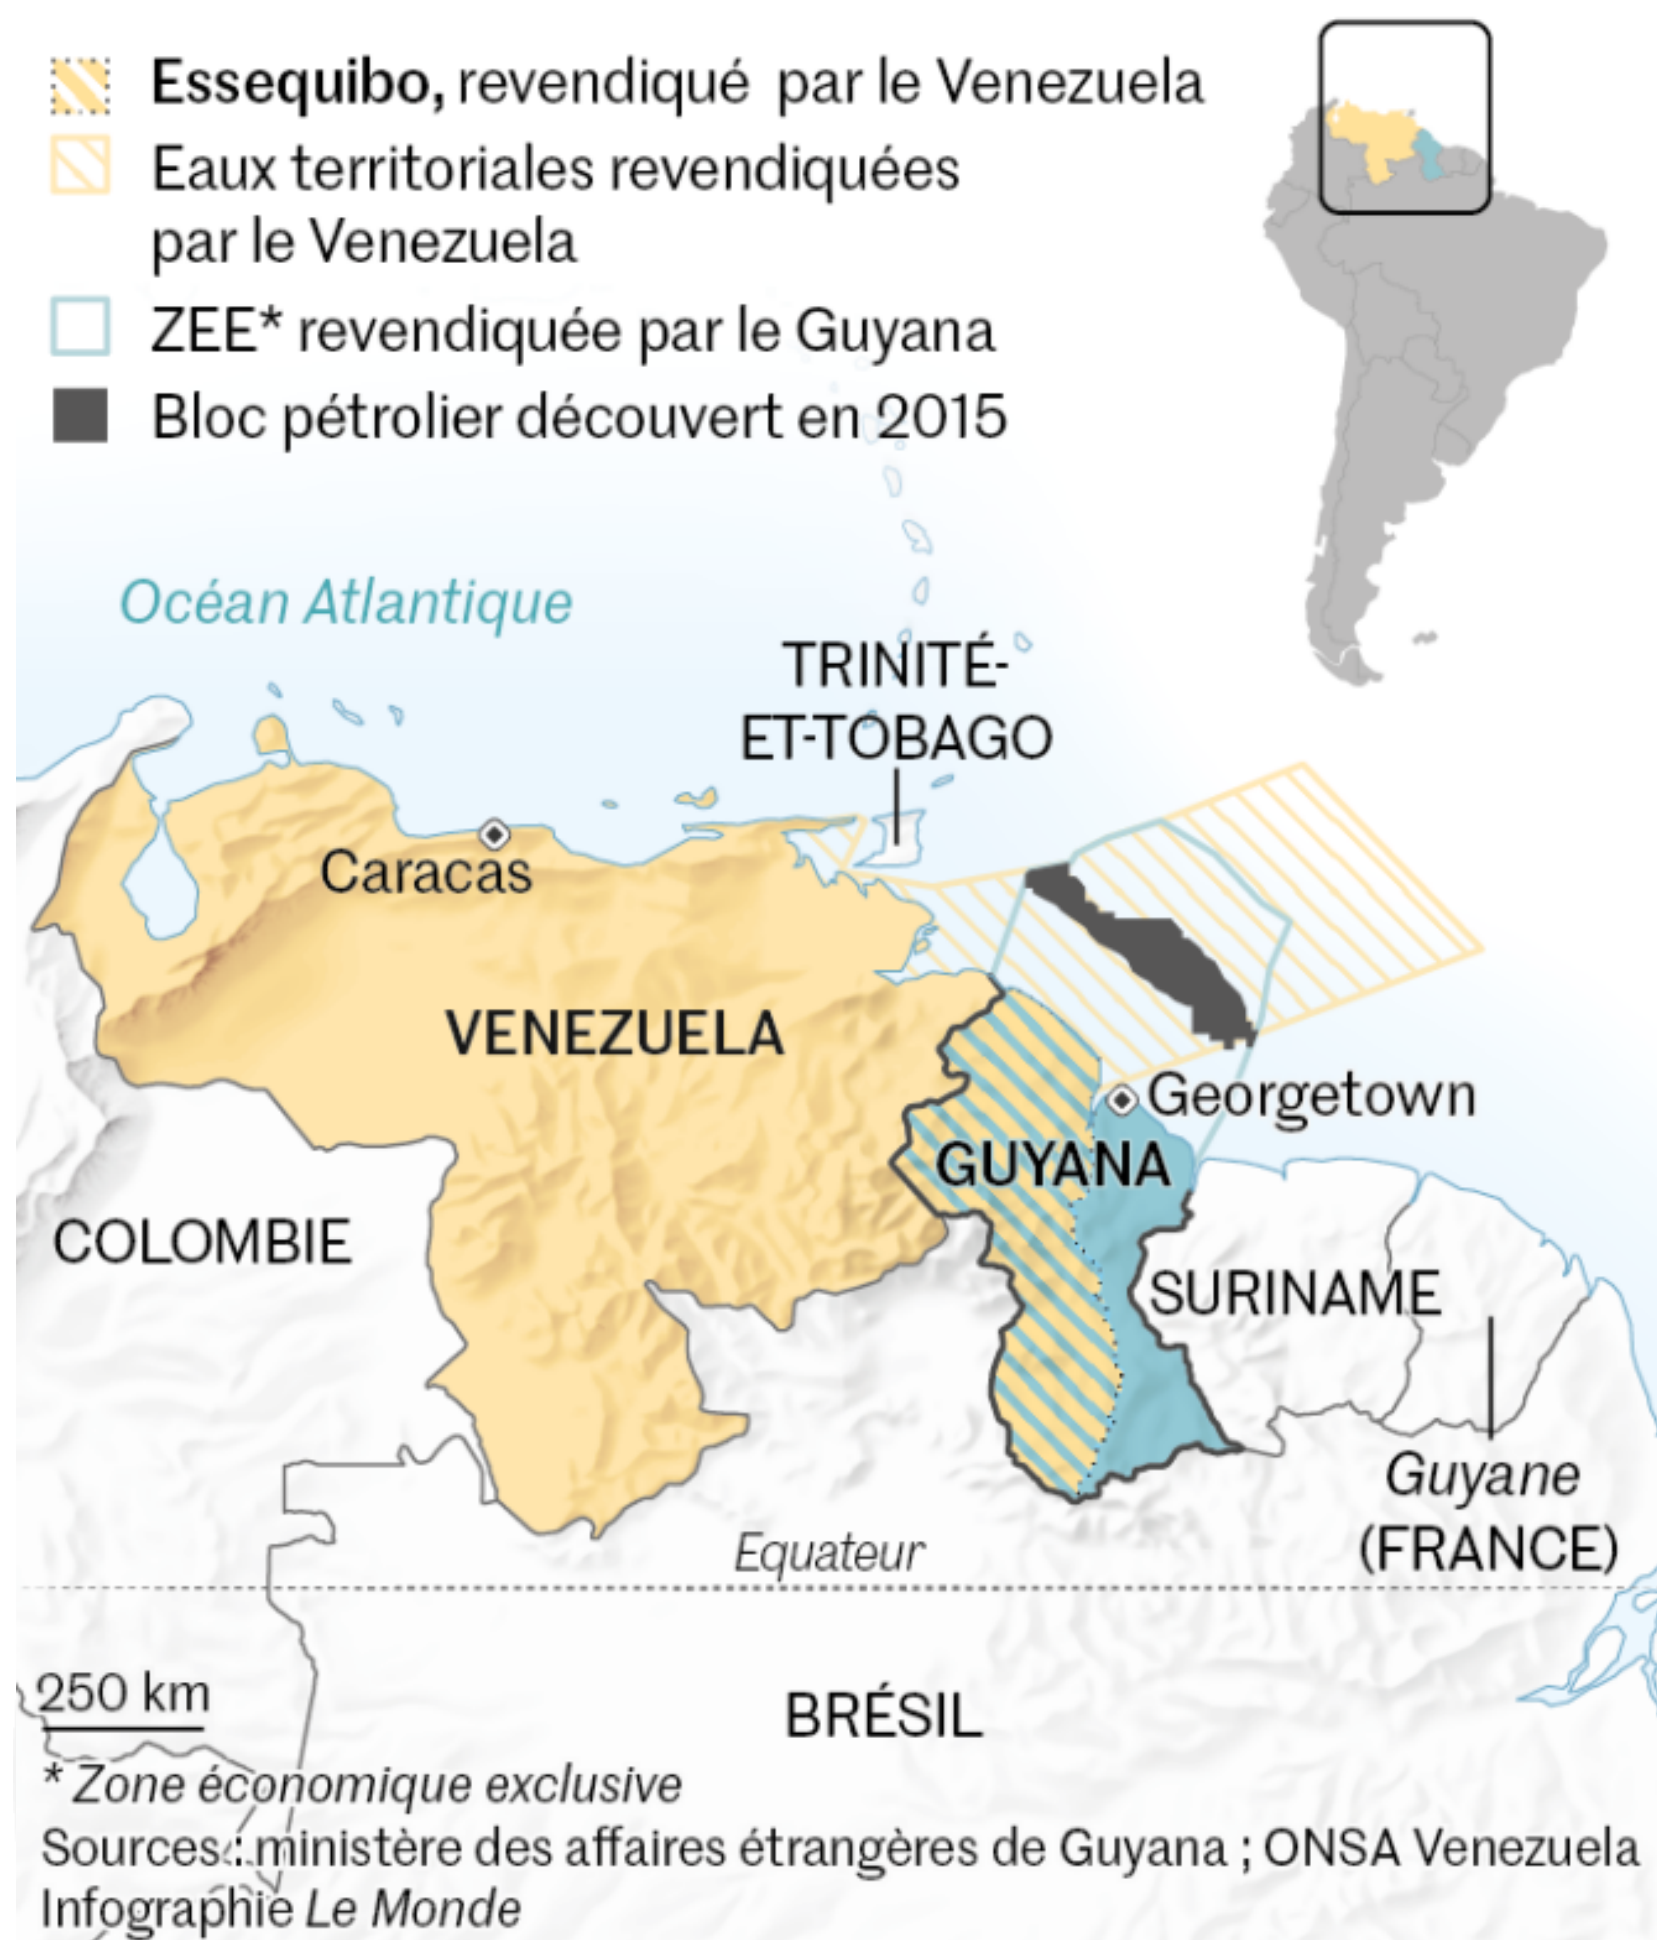 Essequibo, revendiqué par le Venezuela
Eaux territoriales revendiquées
par le Venezuela
ZEE* revendiquée par le Guyana
Bloc pétrolier découvert en 2015
Océan Atlantique
TRINITÉ-
ET-TOBAGO
Caracas
VENEZUELA
Georgetown
GUYANA
COLOMBIE
SURINAME
Guyane
(FRANCE)
Equateur
250 km
BRÉSIL
* Zone économique exclusive
Sources : ministère des affaires étrangères de Guyana ; ONSA Venezuela
Infographie Le Monde